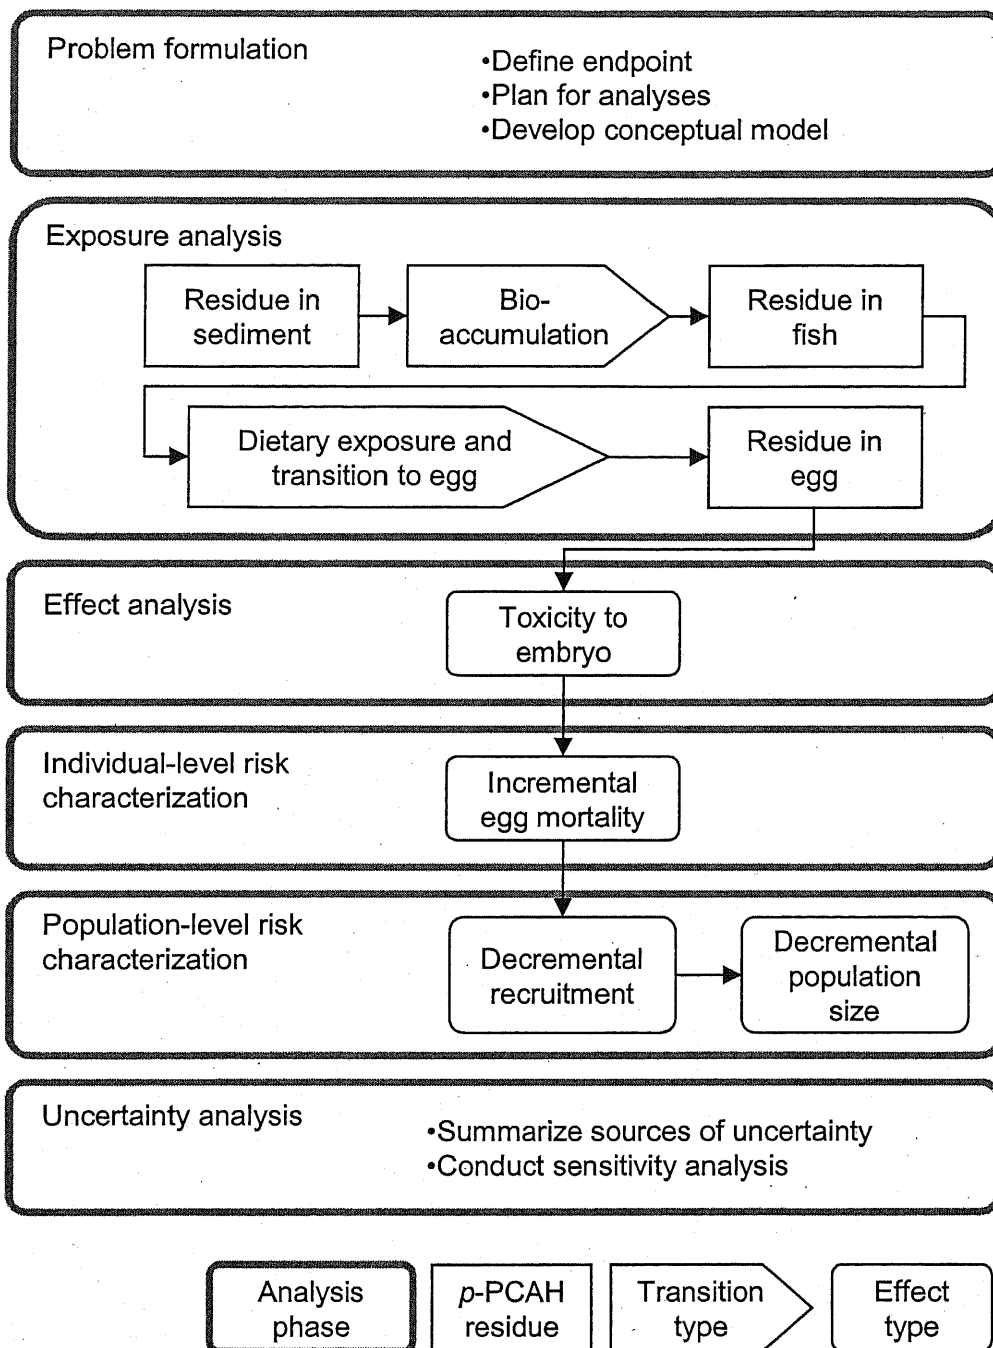 Problem formulation
•Define endpoint
•Plan for analyses
•Develop conceptual model
Exposure analysis
Residue in
sediment
Bio-
accumulation
Residue in
fish
Dietary exposure and
transition to egg
Residue in
egg
Effect analysis
Toxicity to
embryo
Individual-level risk
characterization
Incremental
egg mortality
Population-level risk
characterization
Decremental
recruitment
Decremental
population
size
Uncertainty analysis
•Summarize sources of uncertainty
•Conduct sensitivity analysis
Analysis
phase
p-PCAH
residue
Transition
type
Effect
type